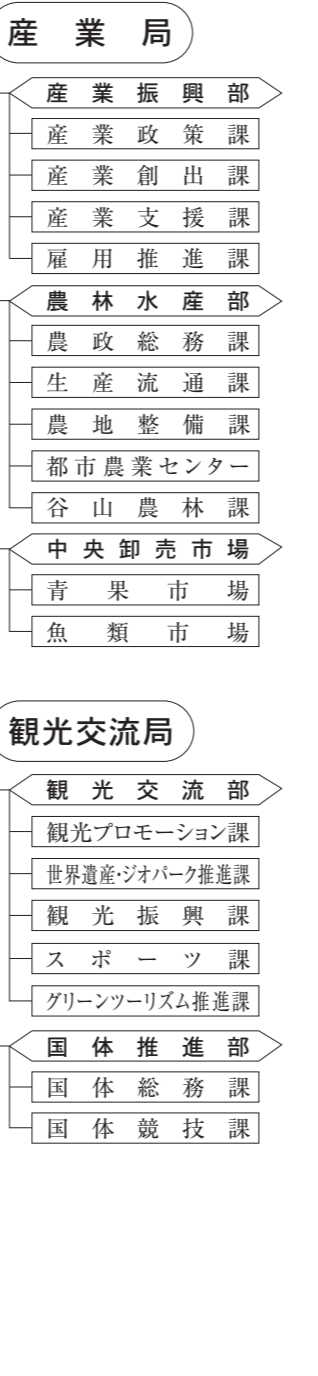 産業局
産業振興部
産業政策課
産業創出課
産業支援課
雇用推進課
農林水産部
農政総務課
生産流通課
農地整備課
都市農業センター
谷山農林課
中央卸売市場
青果市場
魚類市場
観光交流局
観光交流部
観光プロモーション課
世界遺産・ジオパーク推進課
観光振興課
スポーツ課
グリーンツーリズム推進課
国体推進部
国体総務課
国体競技課